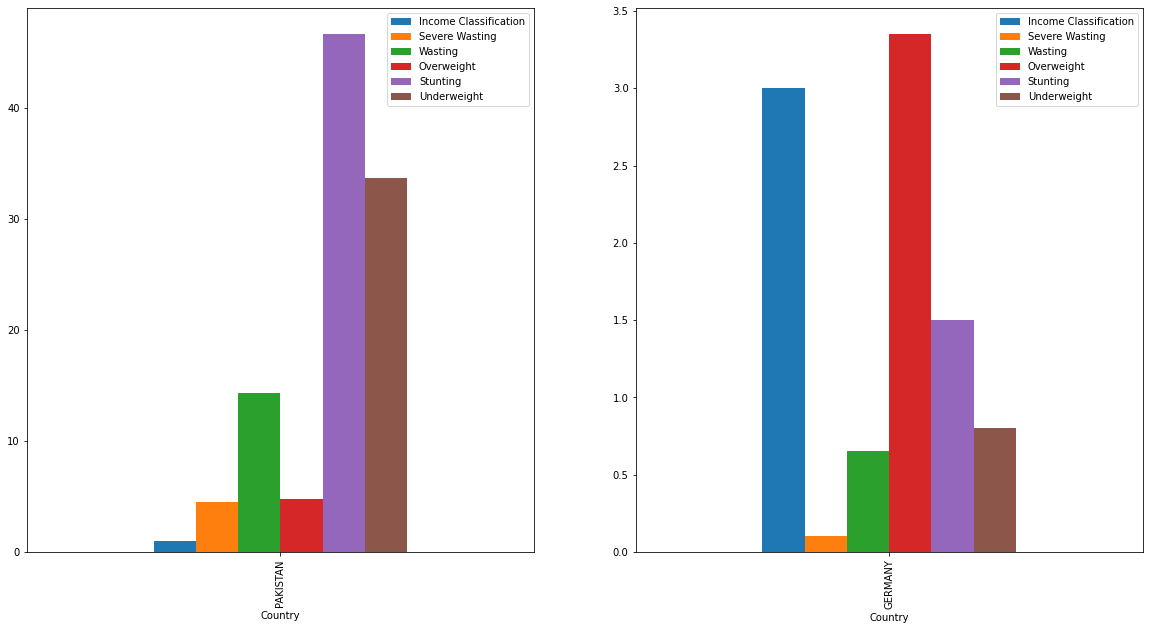 Income Classification
Severe Wasting
Wasting
Overweight
Stunting
Underweight
40
30
20
10
0
PAKISTAN
Country
Income Classification
Severe Wasting
Wasting
Overweight
Stunting
Underweight
3.5
3.0
2.5
2.0
1.5
1.0
0.5
0.0
GERMANY
Country